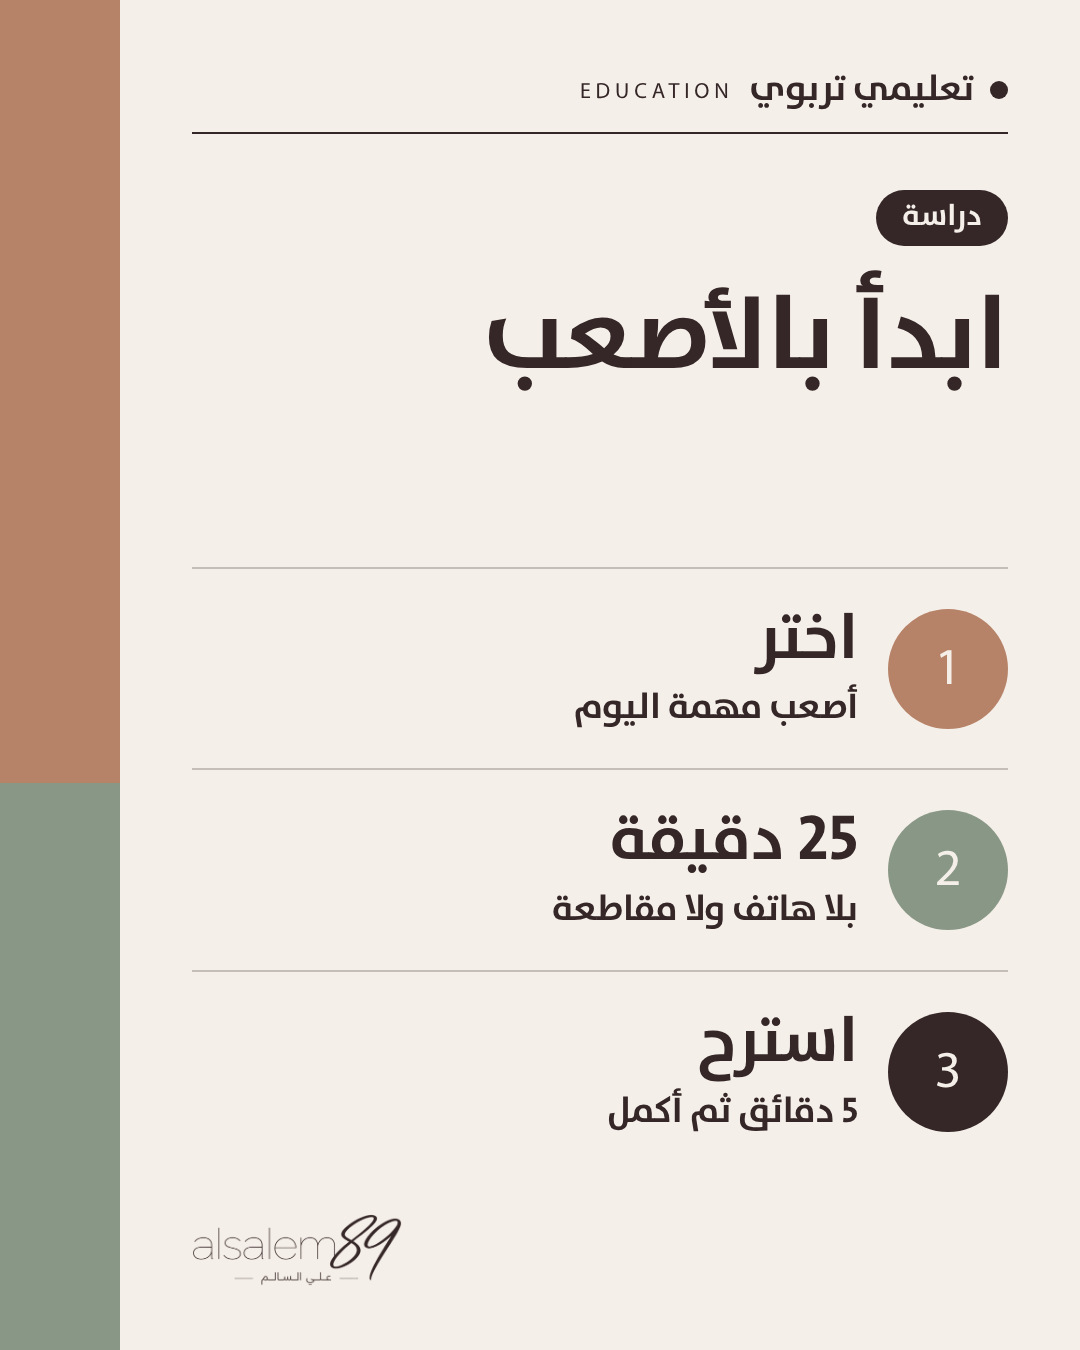 تعليمي تربوي EDUCATION
دراسة
ابدأ بالأصعب
1
اختر
أصعب مهمة اليوم
2
25 دقيقة
بلا هاتف ولا مقاطعة
3
استرح
5 دقائق ثم أكمل
alsalem89
علي السالم